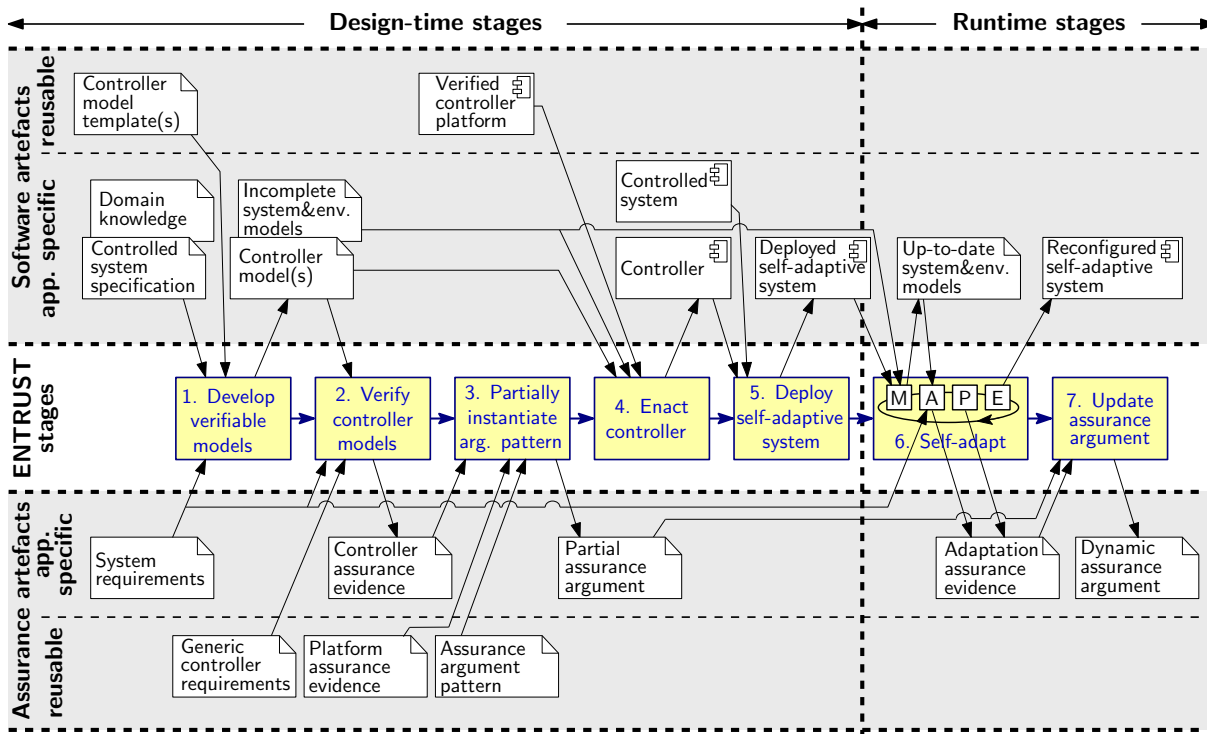 Design-time stages
Runtime stages
Software artefacts
reusable
app. specific
Controller
model
template(s)
Verified
controller
platform
Domain
knowledge
Controlled
system
specification
Incomplete
system&env.
models
Controller
model(s)
Controlled
system
Controller
Deployed
self-adaptive
system
Up-to-date
system&env.
models
Reconfigured
self-adaptive
system
ENTRUST
stages
1. Develop
verifiable
models
2. Verify
controller
models
3. Partially
instantiate
arg. pattern
4. Enact
controller
5. Deploy
self-adaptive
system
M A P E
6. Self-adapt
7. Update
assurance
argument
Assurance artefacts
app.
specific
reusable
System
requirements
Controller
assurance
evidence
Partial
assurance
argument
Adaptation
assurance
evidence
Dynamic
assurance
argument
Generic
controller
requirements
Platform
assurance
evidence
Assurance
argument
pattern